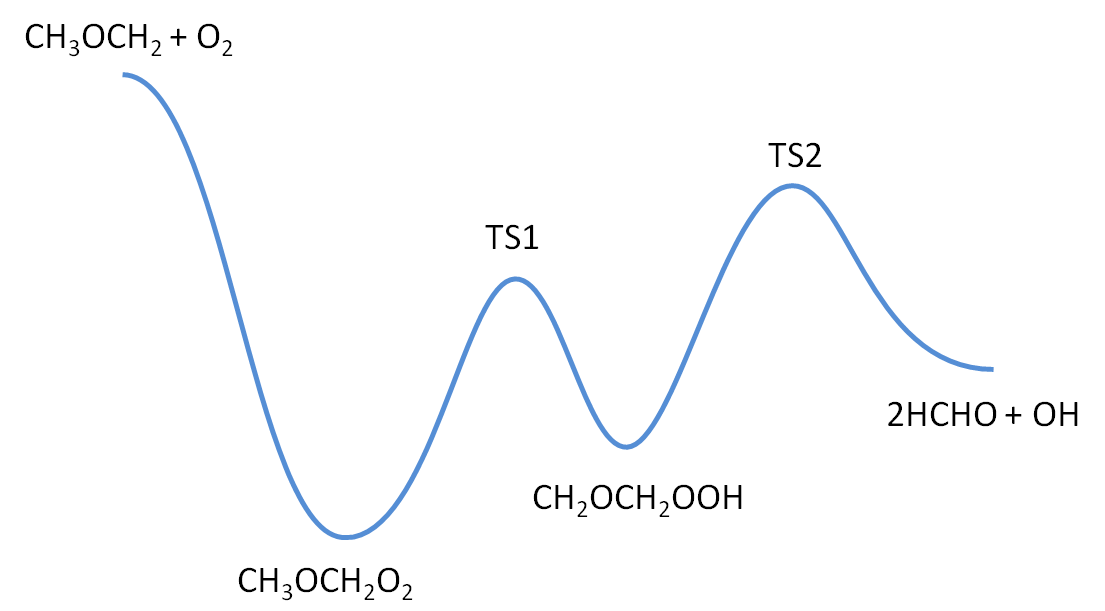 CH₃OCH₂ + O₂
TS2
TS1
2HCHO + OH
CH₂OCH₂OOH
CH₃OCH₂O₂